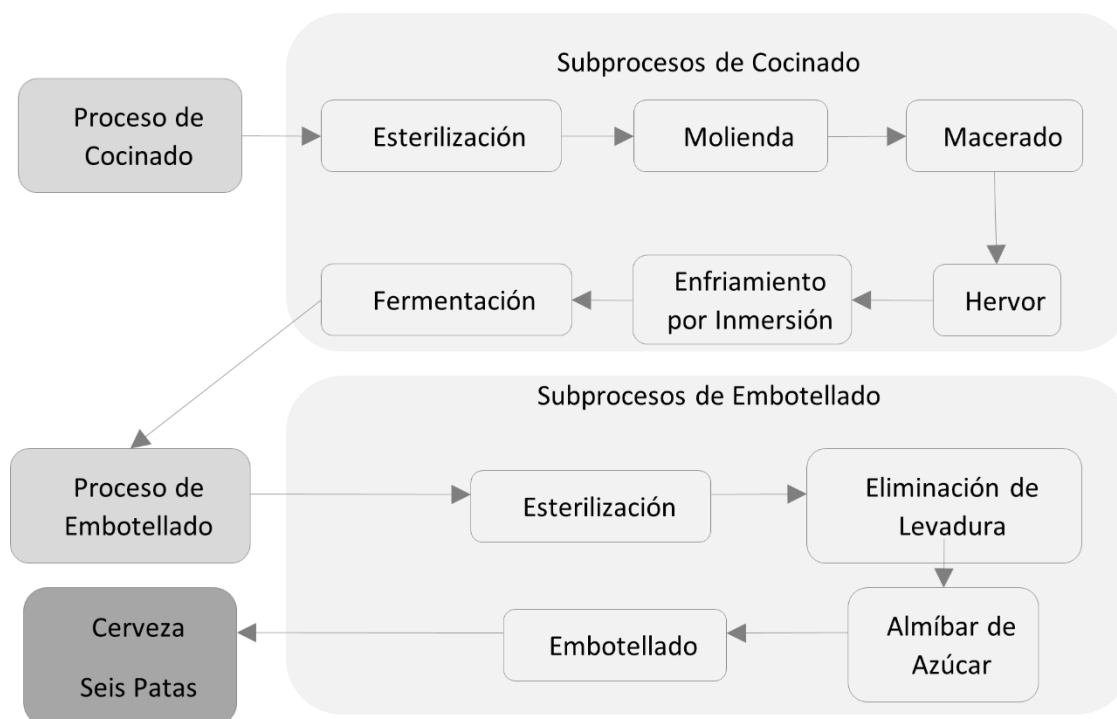 Subprocesos de Cocinado
Proceso de
Cocinado
Esterilización
Molienda
Macerado
Hervor
Enfriamiento
por Inmersión
Fermentación
Subprocesos de Embotellado
Proceso de
Embotellado
Esterilización
Eliminación de
Levadura
Almíbar de
Azúcar
Embotellado
Cerveza
Seis Patas